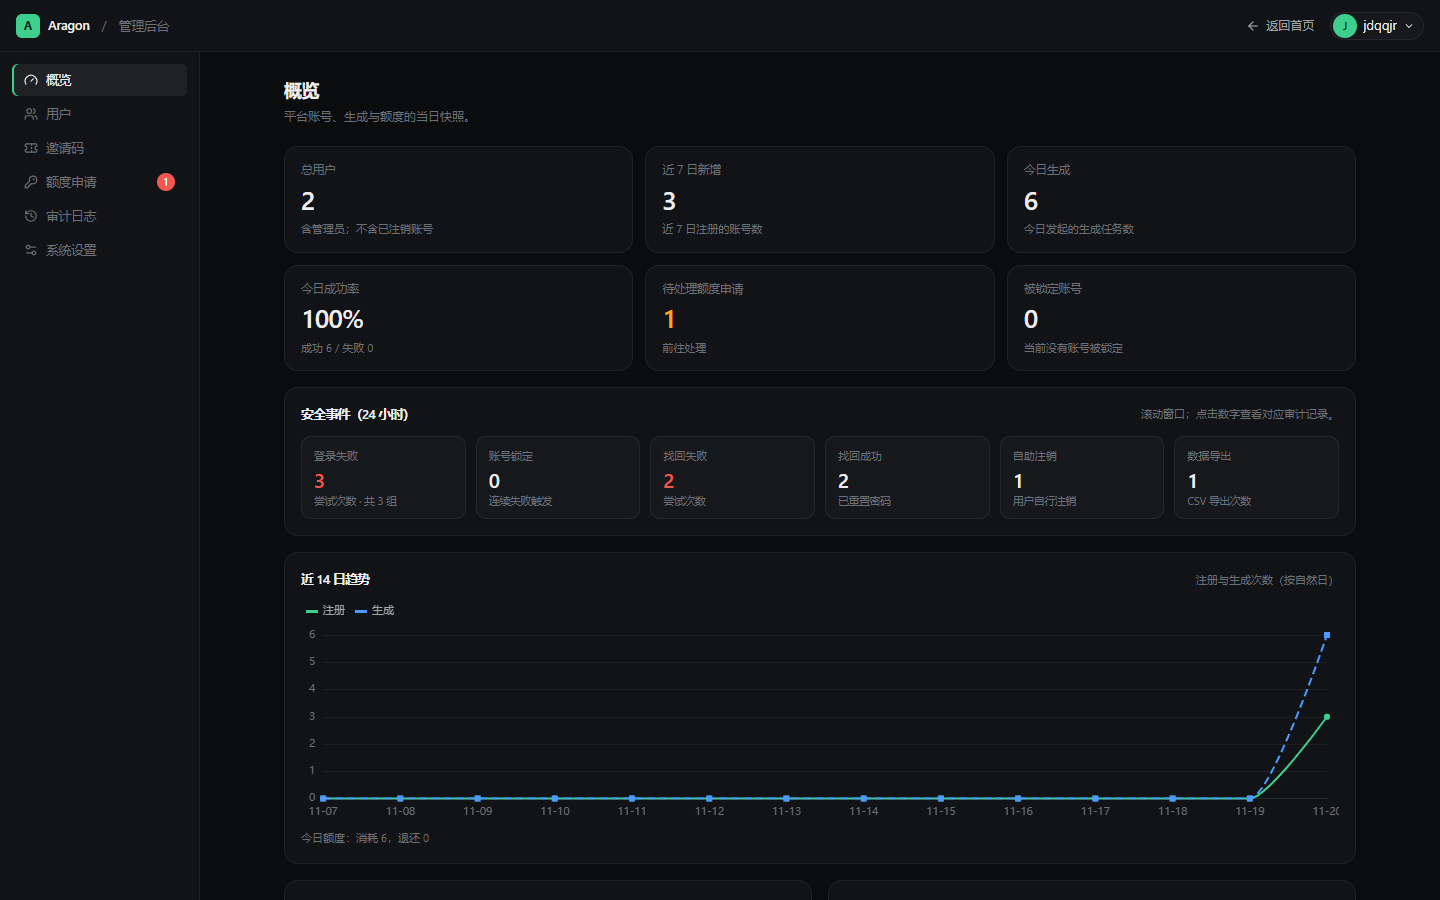 A Aragon / 管理后台
返回首页 J jdqqjr
概览
用户
邀请码
额度申请 1
审计日志
系统设置
概览
平台账号、生成与额度的当日快照。
总用户
2
含管理员；不含已注销账号
近 7 日新增
3
近 7 日注册的账号数
今日生成
6
今日发起的生成任务数
今日成功率
100%
成功 6 / 失败 0
待处理额度申请
1
前往处理
被锁定账号
0
当前没有账号被锁定
安全事件（24 小时）
滚动窗口；点击数字查看对应审计记录。
登录失败
3
尝试次数 · 共 3 组
账号锁定
0
连续失败触发
找回失败
2
尝试次数
找回成功
2
已重置密码
自助注销
1
用户自行注销
数据导出
1
CSV 导出次数
近 14 日趋势
注册与生成次数（按自然日）
注册 生成
6
5
4
3
2
1
0
11-07 11-08 11-09 11-10 11-11 11-12 11-13 11-14 11-15 11-16 11-17 11-18 11-19 11-20
今日额度：消耗 6，退还 0